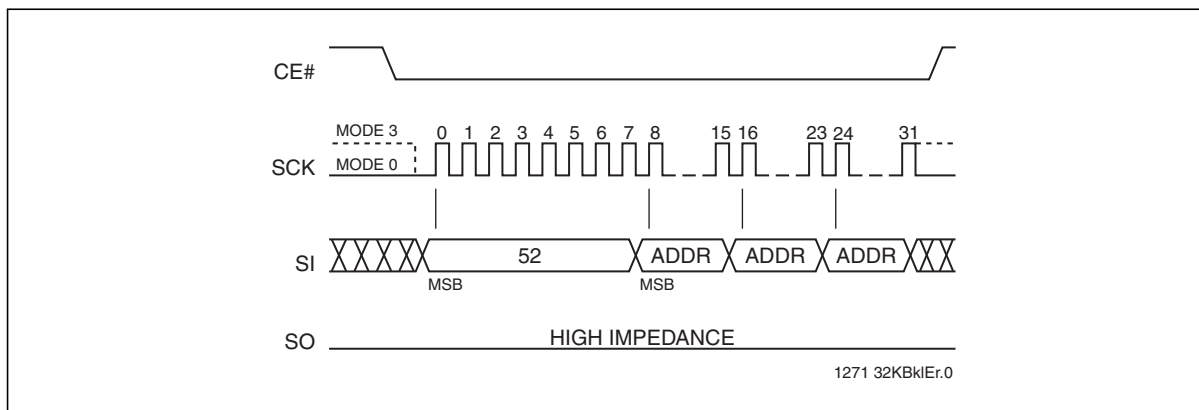 CE#
MODE 3
0 1 2 3 4 5 6 7 8 15 16 23 24 31
SCK
MODE 0
SI
52 ADDR ADDR ADDR
MSB MSB
SO
HIGH IMPEDANCE
1271 32KBklEr.0